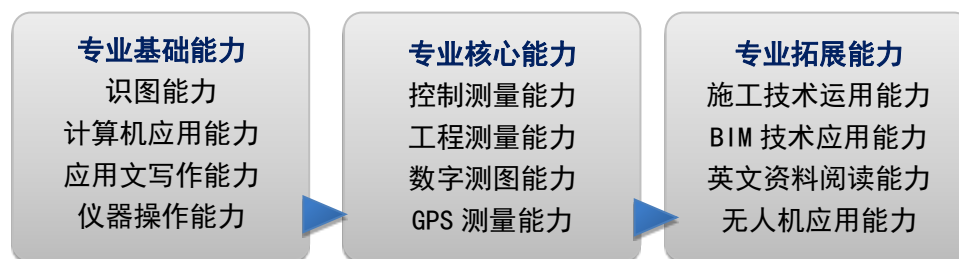 专业基础能力
识图能力
计算机应用能力
应用文写作能力
仪器操作能力
专业核心能力
控制测量能力
工程测量能力
数字测图能力
GPS 测量能力
专业拓展能力
施工技术运用能力
BIM 技术应用能力
英文资料阅读能力
无人机应用能力